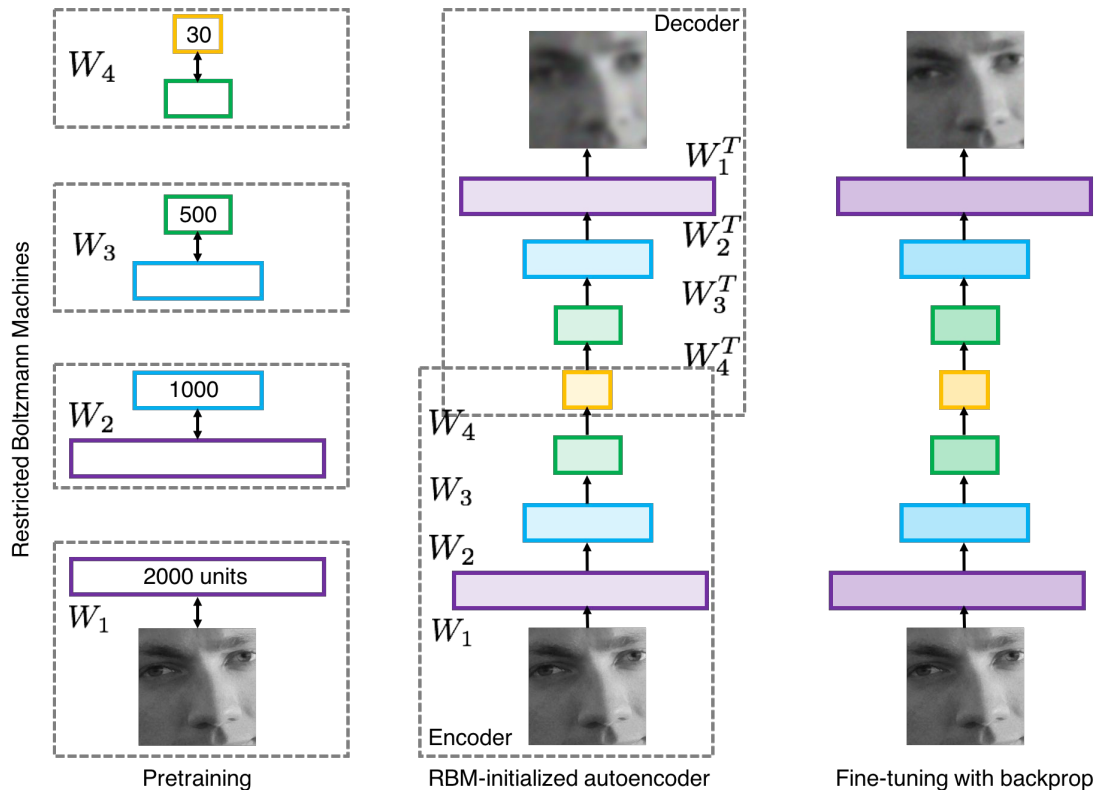 Restricted Boltzmann Machines
30
W_4
500
W_3
1000
W_2
2000 units
W_1
Pretraining
Decoder
W_1^T
W_2^T
W_3^T
W_4^T
W_4
W_3
W_2
W_1
Encoder
RBM-initialized autoencoder
Fine-tuning with backprop